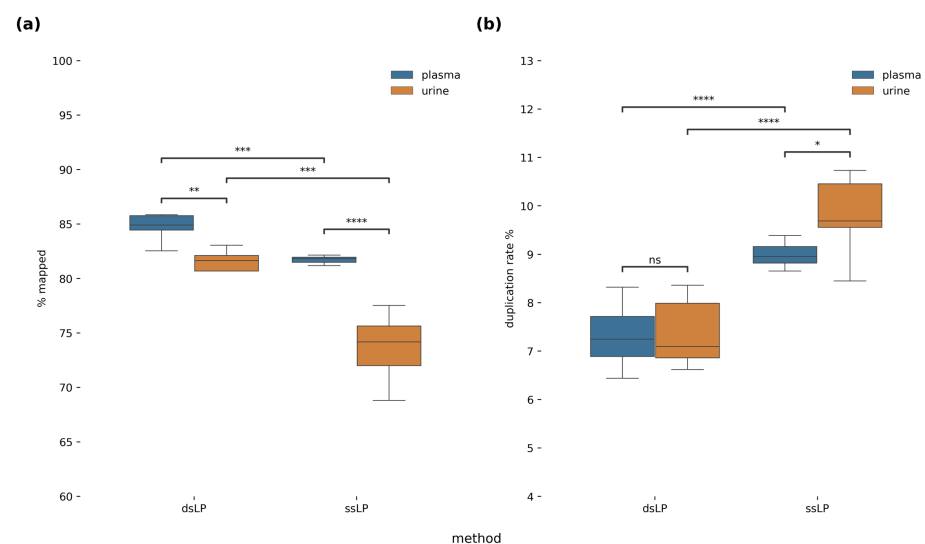 (a)
100
95
90
85
80
75
70
65
60
% mapped
plasma
urine
***
***
**
****
dsLP
ssLP
(b)
13
12
11
10
9
8
7
6
5
4
duplication rate %
plasma
urine
****
****
*
ns
dsLP
ssLP
method